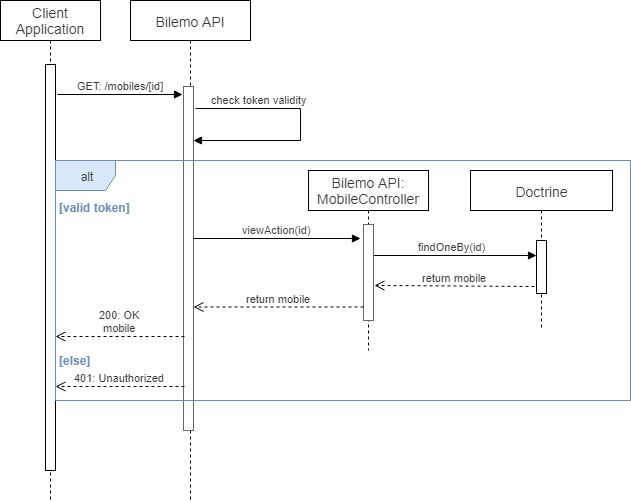 Client
Application
Bilemo API
GET: /mobiles/[id]
check token validity
alt
[valid token]
Bilemo API:
MobileController
Doctrine
viewAction(id)
findOneBy(id)
return mobile
return mobile
200: OK
mobile
[else]
401: Unauthorized